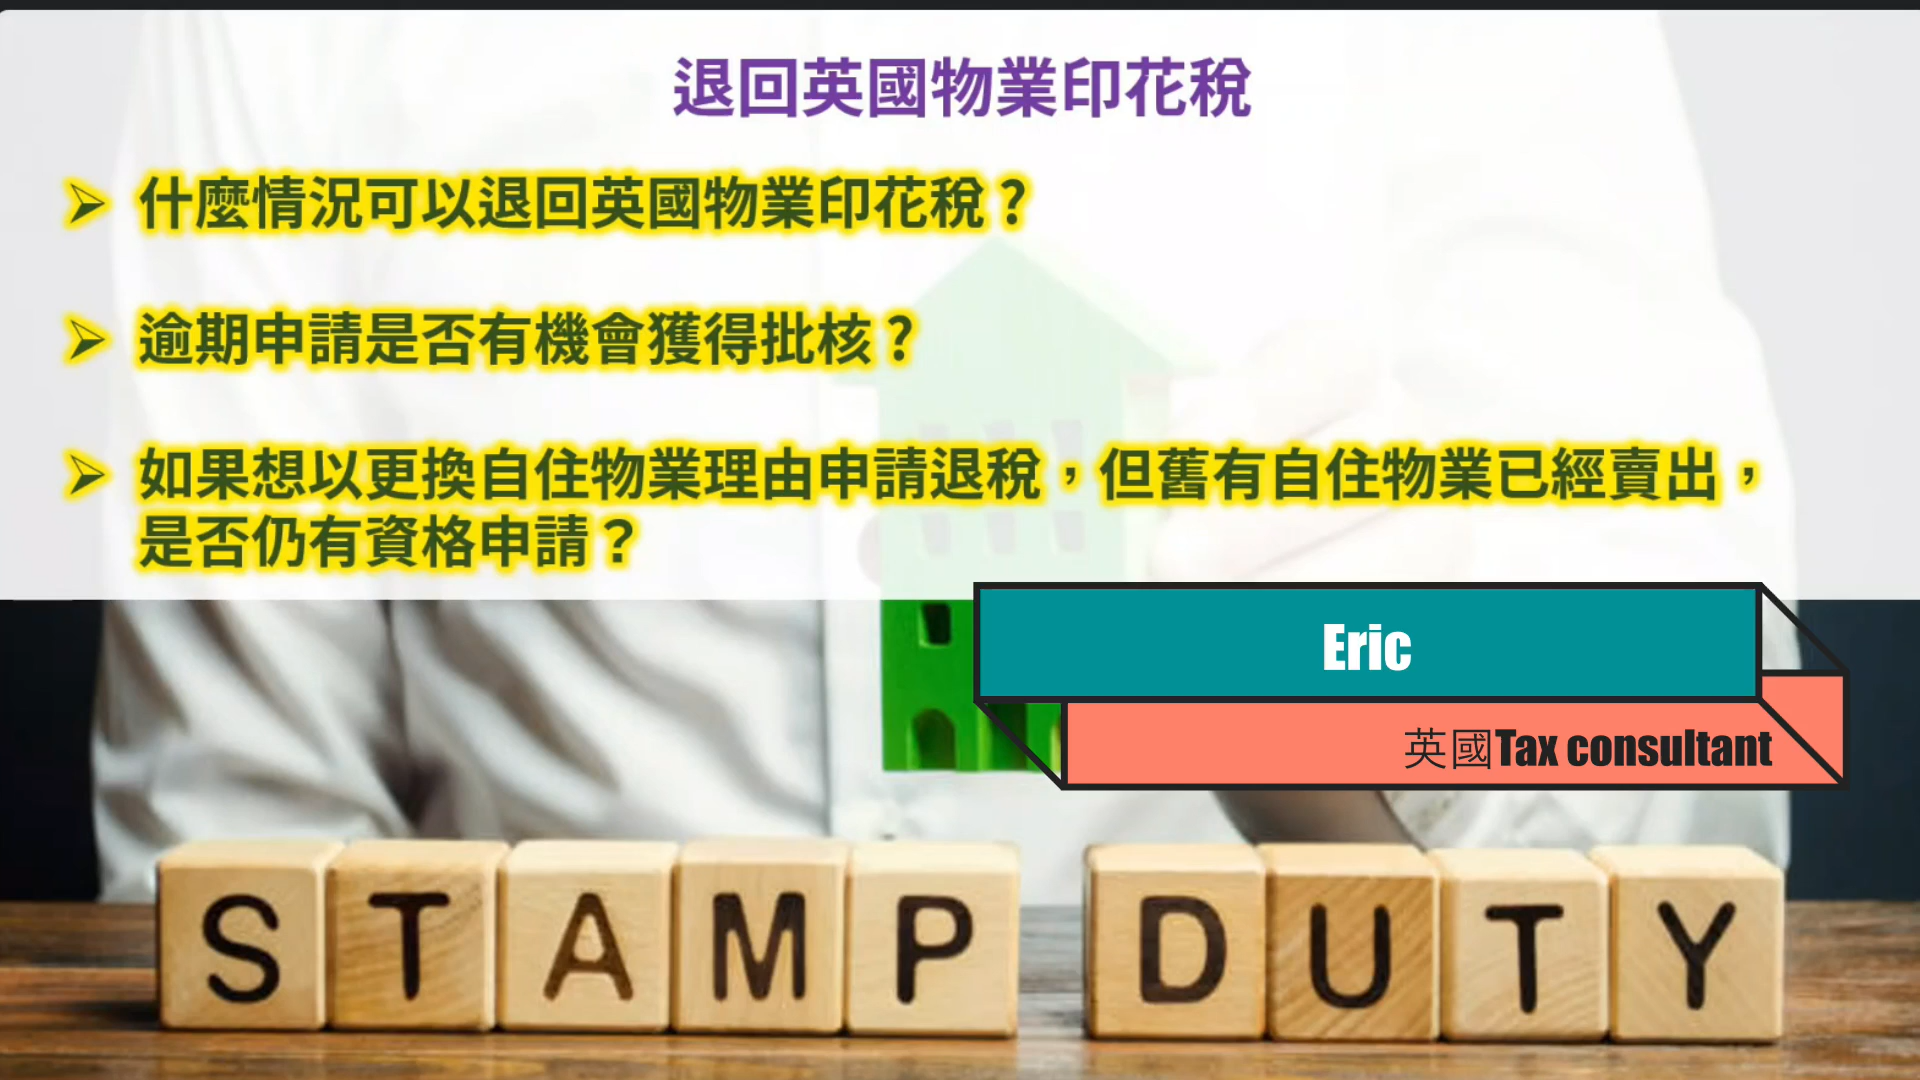 退回英國物業印花稅
➢ 什麼情況可以退回英國物業印花稅？
➢ 逾期申請是否有機會獲得批核？
➢ 如果想以更換自住物業理由申請退稅，但舊有自住物業已經賣出，
是否仍有資格申請？
Eric
英國Tax consultant
STAMP DUTY